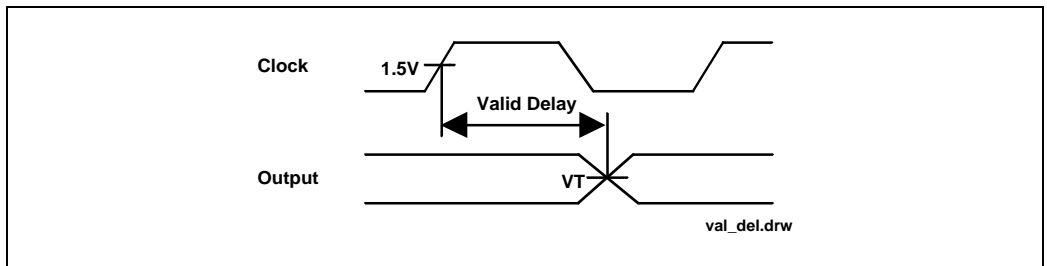 Clock
1.5V
Valid Delay
Output
VT
val_del.drw